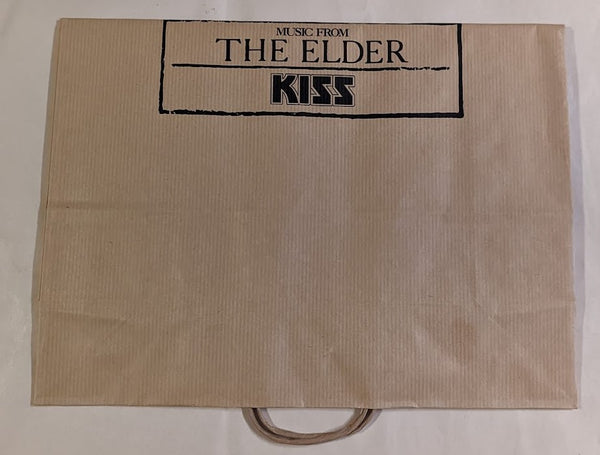 MUSIC FROM
THE ELDER
KISS